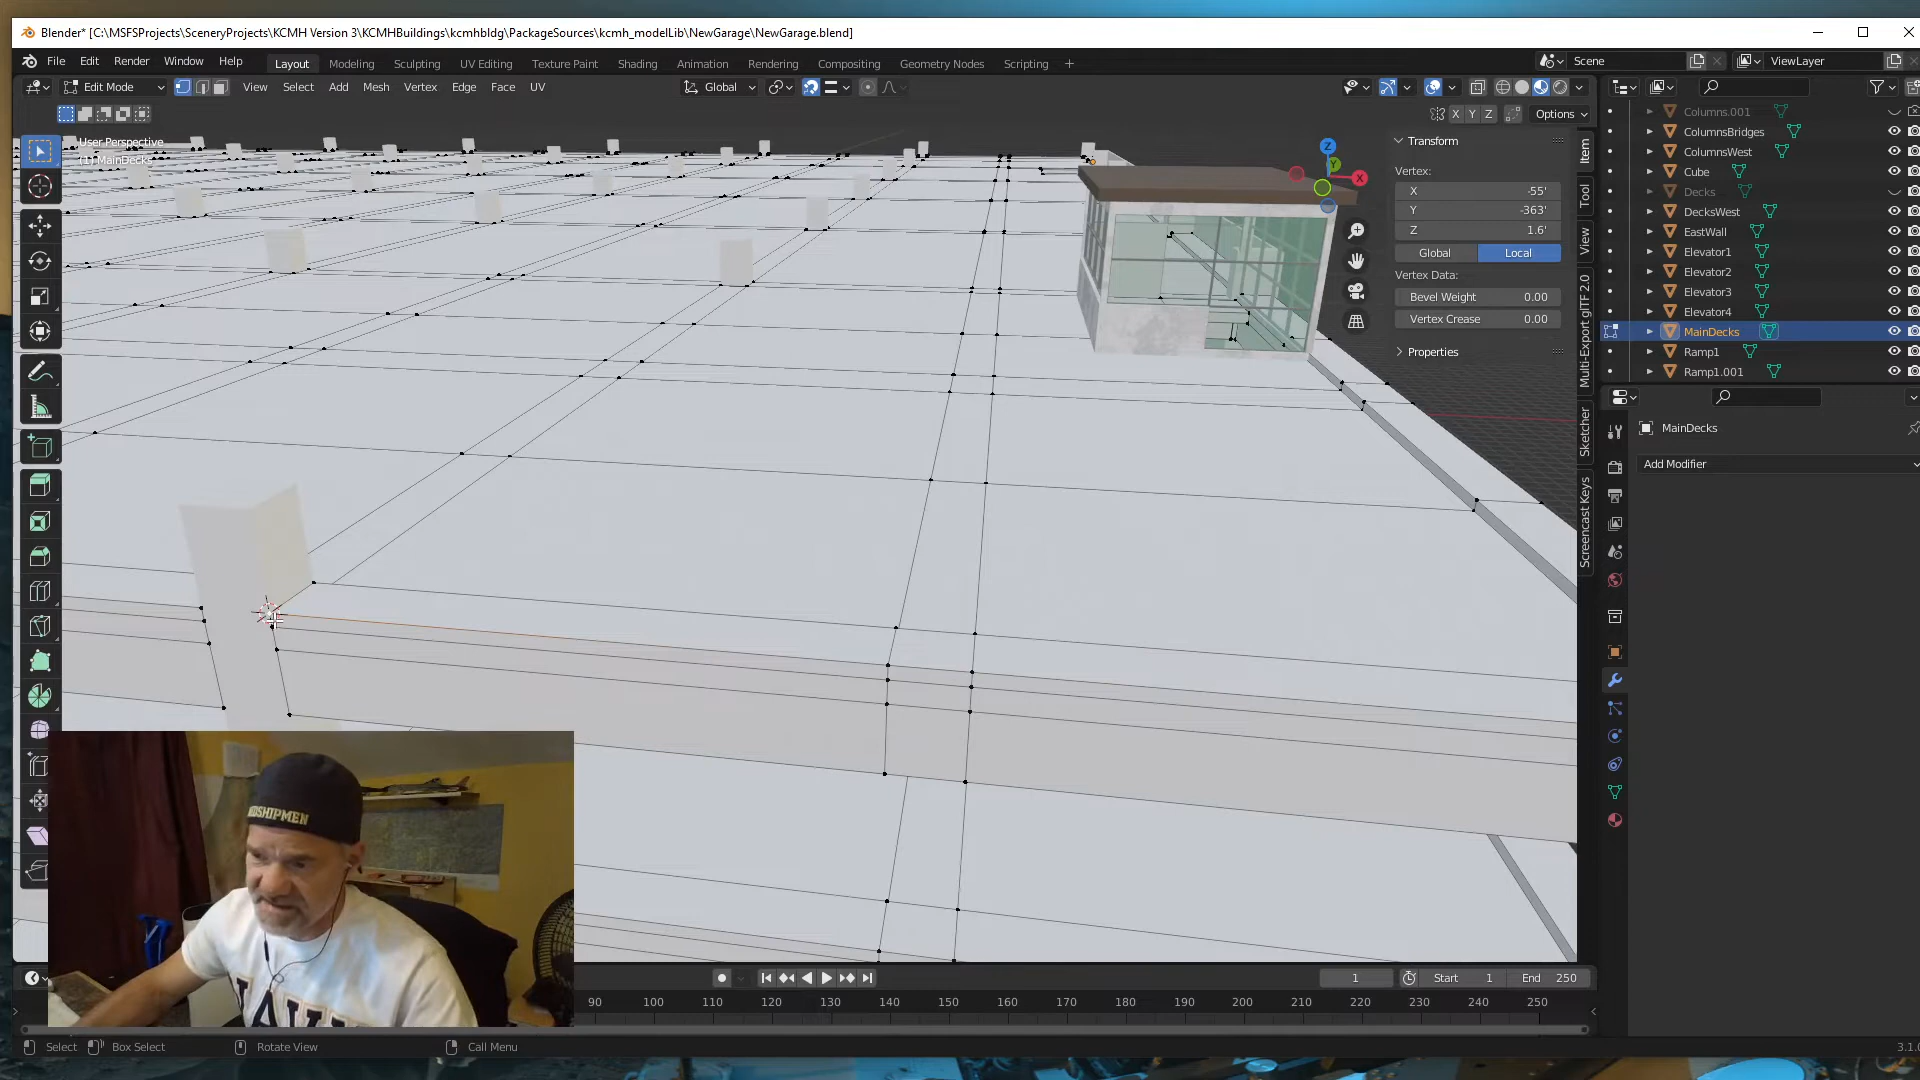 Blender* [C:\MSFSProjects\SceneryProjects\KCMH Version 3\KCMHBuildings\kcmhbldg\PackageSources\kcmh_modelLib\NewGarage\NewGarage.blend]
File Edit Render Window Help Layout Modeling Sculpting UV Editing Texture Paint Shading Animation Rendering Compositing Geometry Nodes Scripting + Scene ViewLayer
Edit Mode View Select Add Mesh Vertex Edge Face UV Global
X Y Z Options
User Perspective
(1) MainDecks
Z
Y
X
Transform
Vertex:
X -55'
Y -363'
Z 1.6'
Global Local
Vertex Data:
Bevel Weight 0.00
Vertex Crease 0.00
Properties
Item
Tool
View
Multi-Export glTF 2.0
Sketcher
Screencast Keys
Columns.001
ColumnsBridges
ColumnsWest
Cube
Decks
DecksWest
EastWall
Elevator1
Elevator2
Elevator3
Elevator4
MainDecks
Ramp1
Ramp1.001
MainDecks
Add Modifier
DSHIPMEN
1 Start 1 End 250
90 100 110 120 130 140 150 160 170 180 190 200 210 220 230 240 250
Select Box Select Rotate View Call Menu 3.1.0